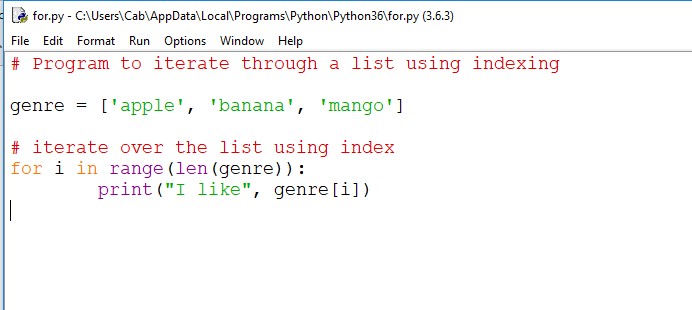 for.py - C:\Users\Cab\AppData\Local\Programs\Python\Python36\for.py (3.6.3)
File Edit Format Run Options Window Help
# Program to iterate through a list using indexing
genre = ['apple', 'banana', 'mango']
# iterate over the list using index
for i in range(len(genre)):
        print("I like", genre[i])